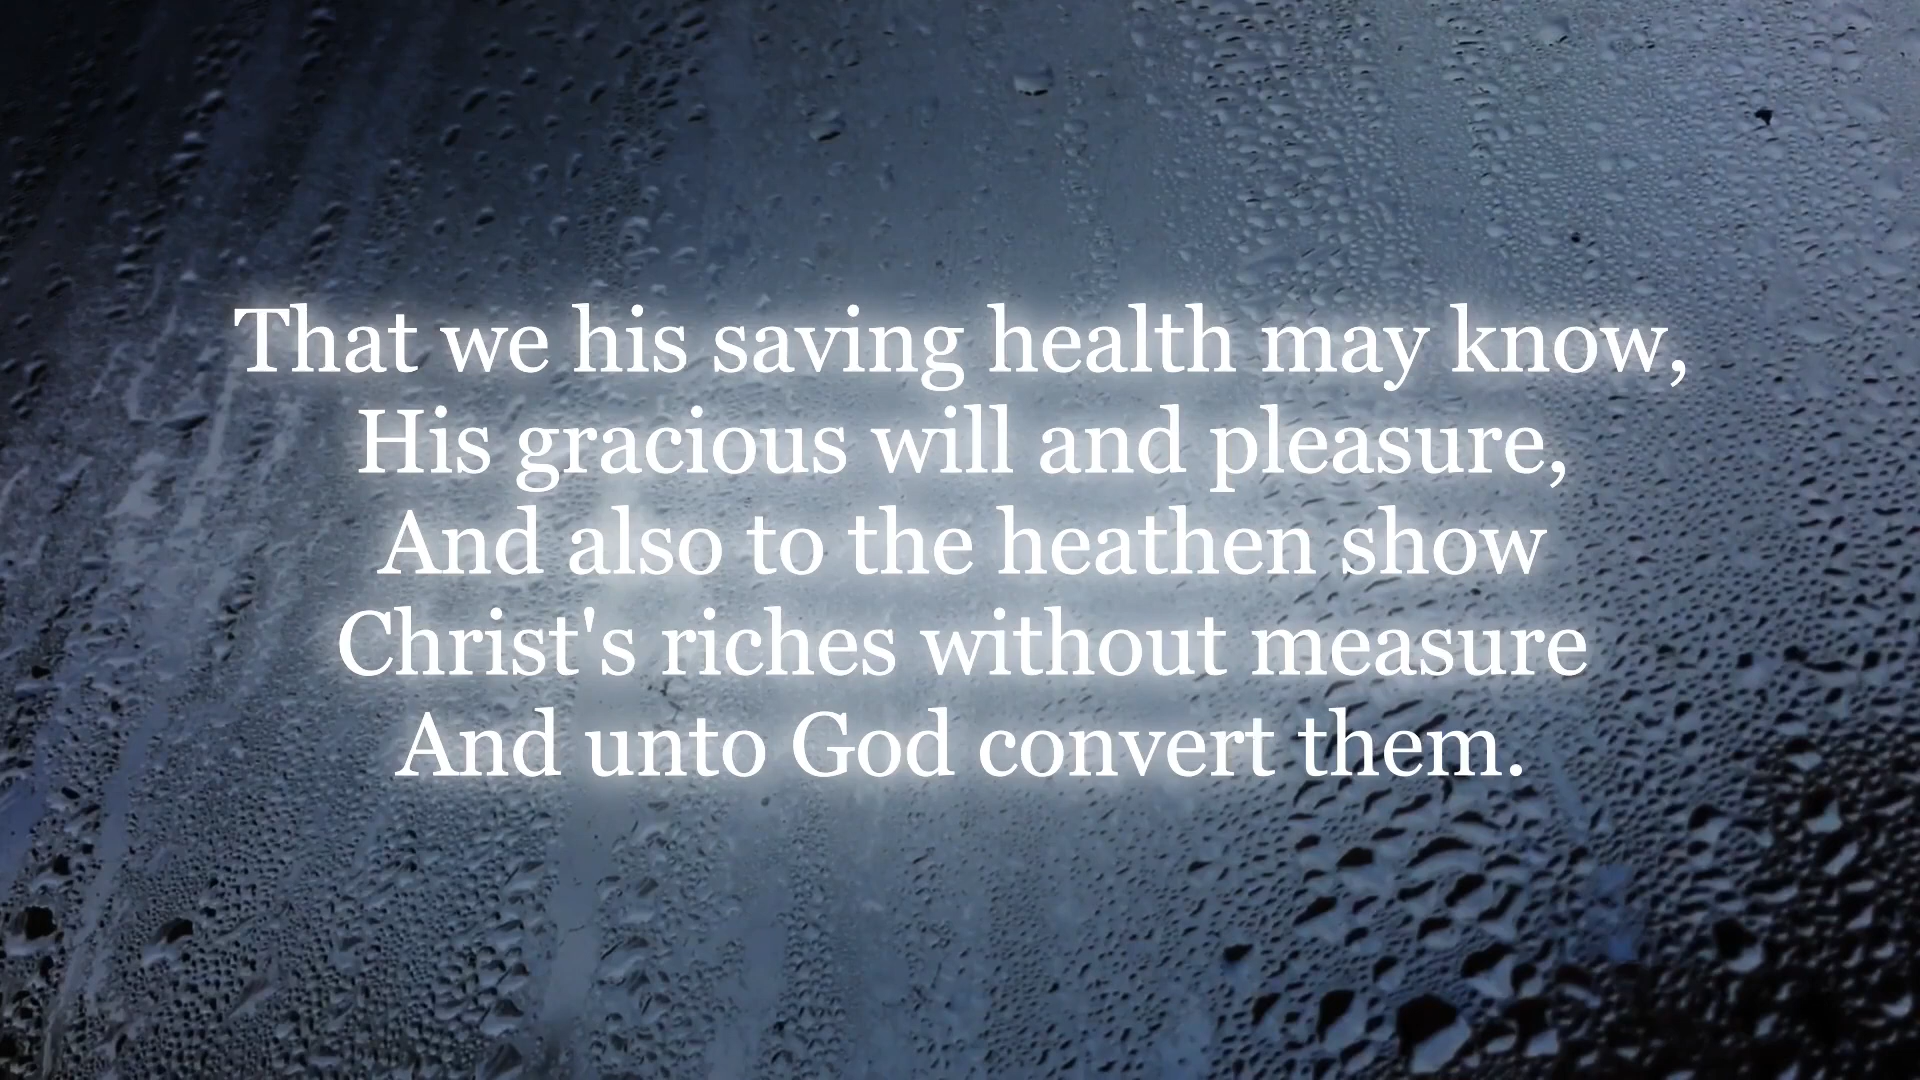 That we his saving health may know,
His gracious will and pleasure,
And also to the heathen show
Christ's riches without measure
And unto God convert them.